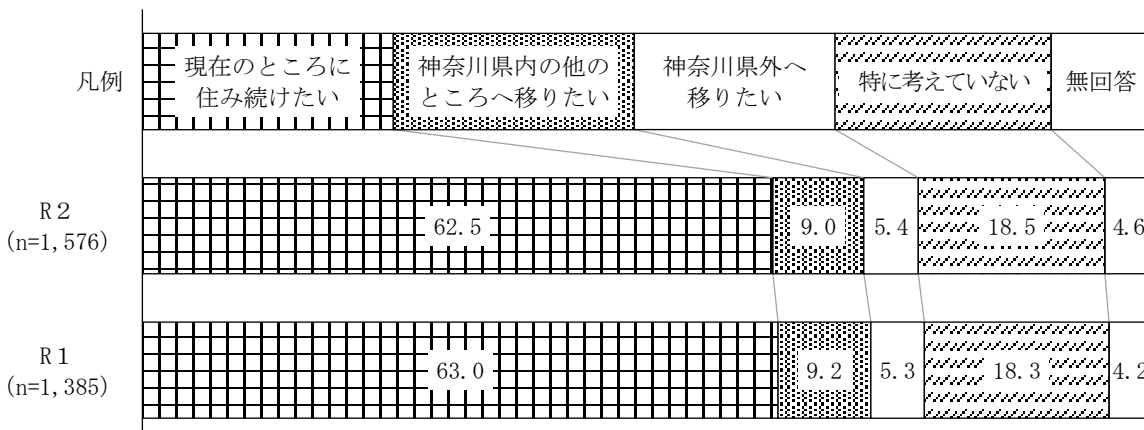 凡例
現在のところに
住み続けたい
神奈川県内の他の
ところへ移りたい
神奈川県外へ
移りたい
特に考えていない
無回答
R2
(n=1,576)
62.5
9.0
5.4
18.5
4.6
R1
(n=1,385)
63.0
9.2
5.3
18.3
4.2